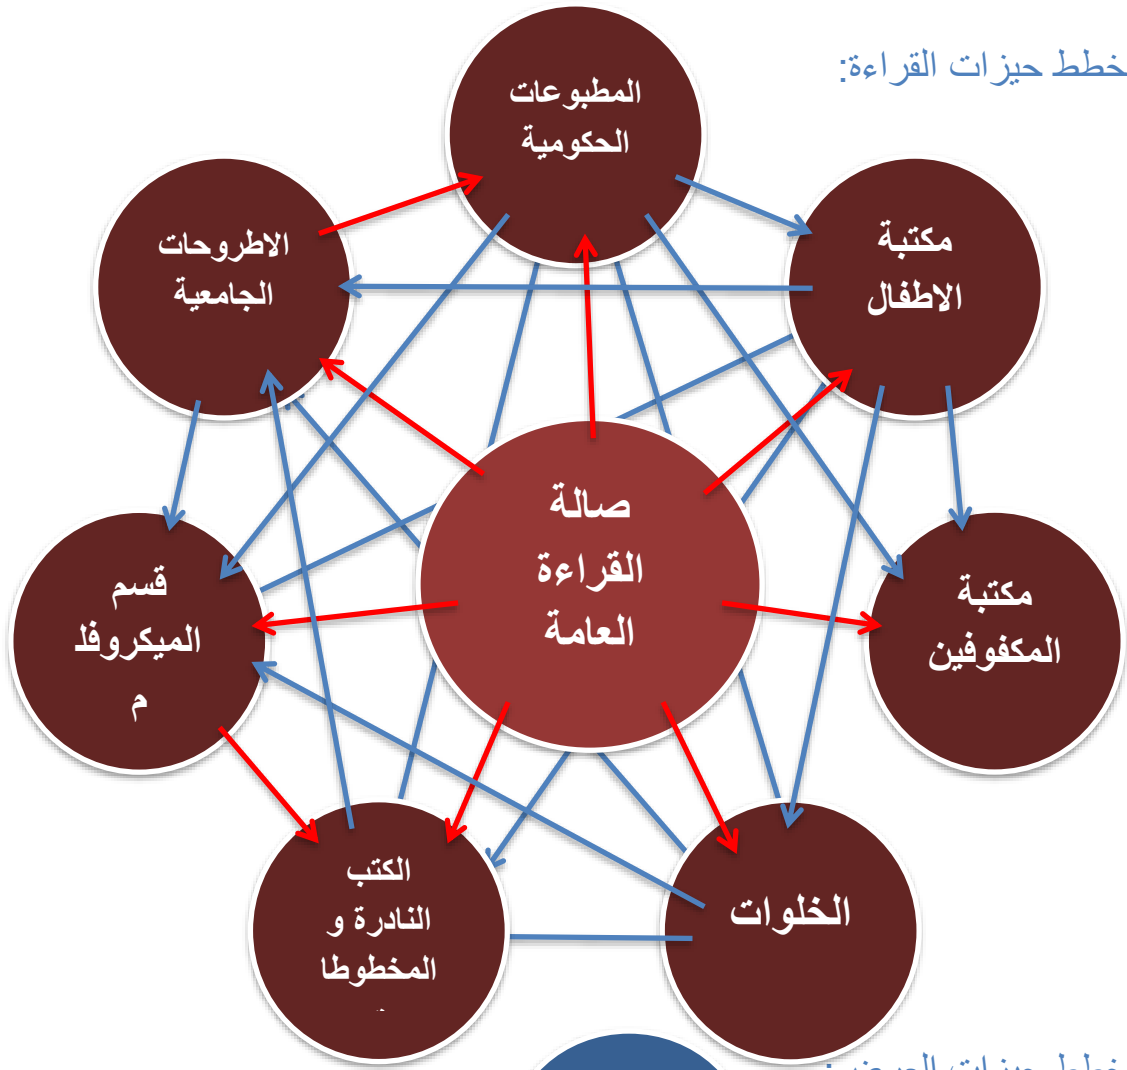 خطط حيزات القراءة:
المطبوعات
الحكومية
مكتبة
الاطفال
الاطروحات
الجامعية
صالة
القراءة
العامة
مكتبة
المكفوفين
قسم
الميكروفل
م
الخلوات
الكتب
النادرة و
المخطوطا